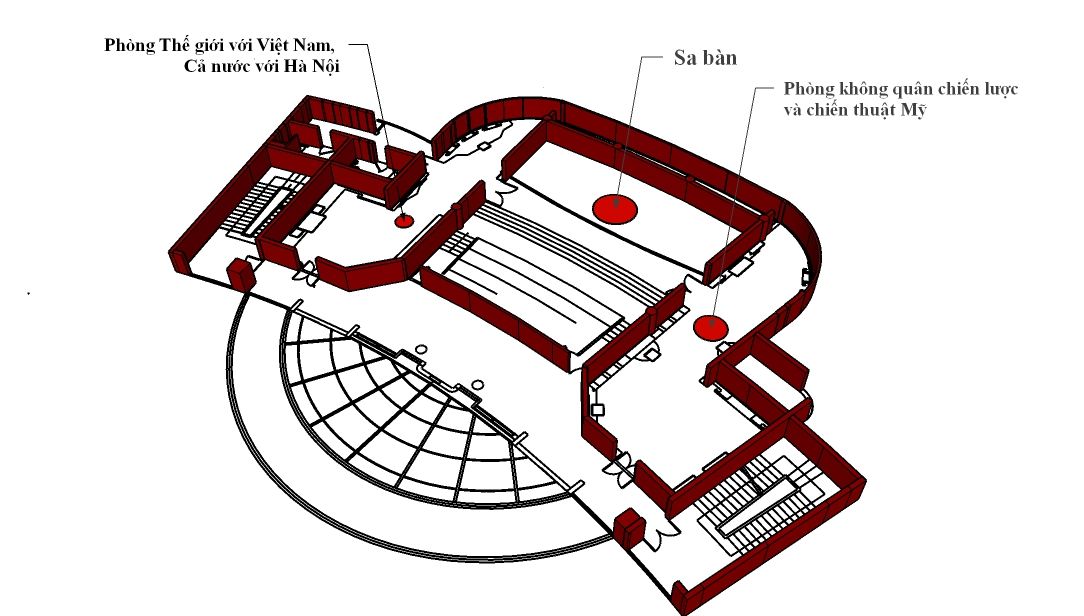 Phòng Thế giới với Việt Nam,
Cả nước với Hà Nội
Sa bàn
Phòng không quân chiến lược
và chiến thuật Mỹ